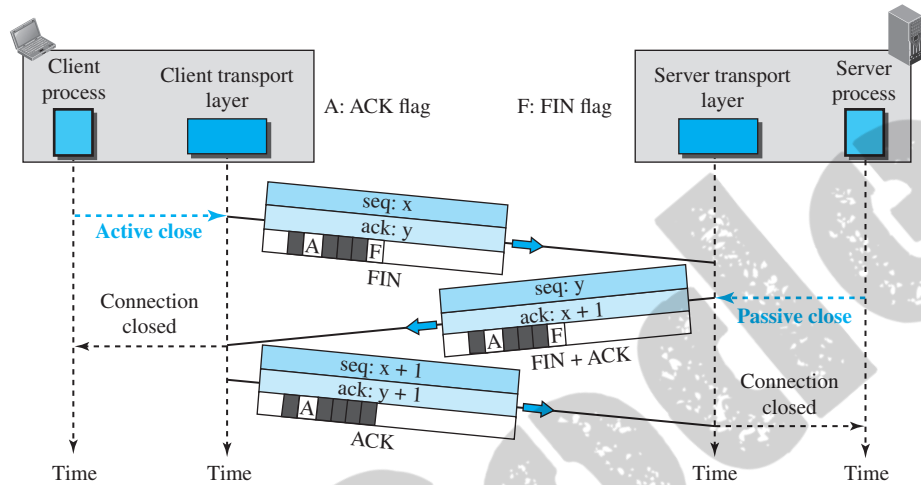 Client
process
Client transport
layer
A: ACK flag
F: FIN flag
Server transport
layer
Server
process
seq: x
ack: y
A
F
FIN
Active close
seq: y
ack: x + 1
A
F
FIN + ACK
Passive close
Connection
closed
seq: x + 1
ack: y + 1
A
ACK
Connection
closed
Time
Time
Time
Time